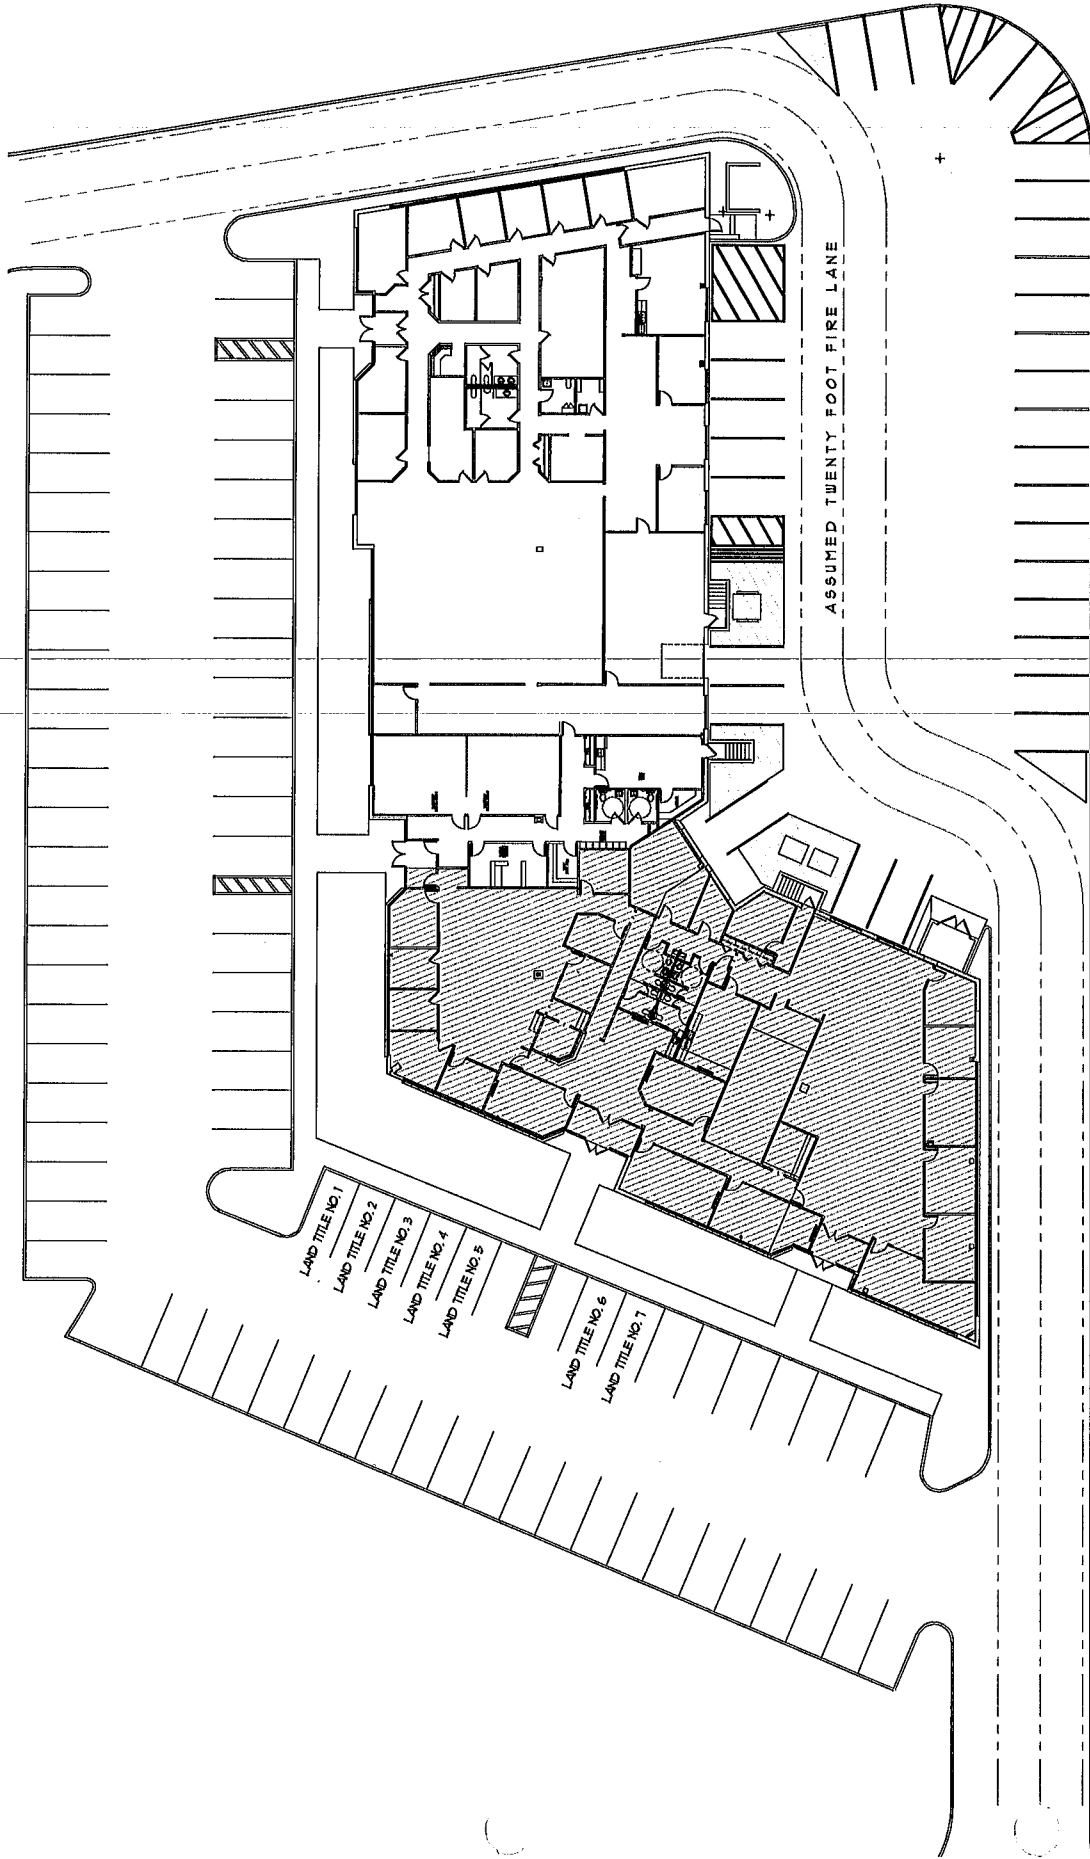 ASSUMED TWENTY FOOT FIRE LANE
LAND TITLE NO. 1
LAND TITLE NO. 2
LAND TITLE NO. 3
LAND TITLE NO. 4
LAND TITLE NO. 5
LAND TITLE NO. 6
LAND TITLE NO. 7